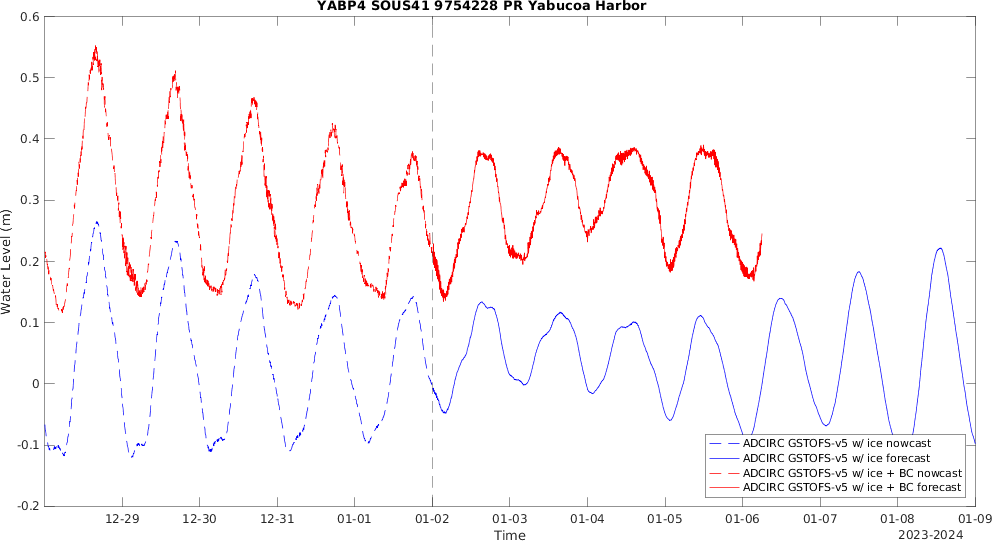 YABP4 SOUS41 9754228 PR Yabucoa Harbor
0.6
0.5
0.4
0.3
0.2
0.1
0
-0.1
-0.2
Water Level (m)
12-29 12-30 12-31 01-01 01-02 01-03 01-04 01-05 01-06 01-07 01-08 01-09
Time
2023-2024
ADCIRC GSTOFS-v5 w/ ice nowcast
ADCIRC GSTOFS-v5 w/ ice forecast
ADCIRC GSTOFS-v5 w/ ice + BC nowcast
ADCIRC GSTOFS-v5 w/ ice + BC forecast